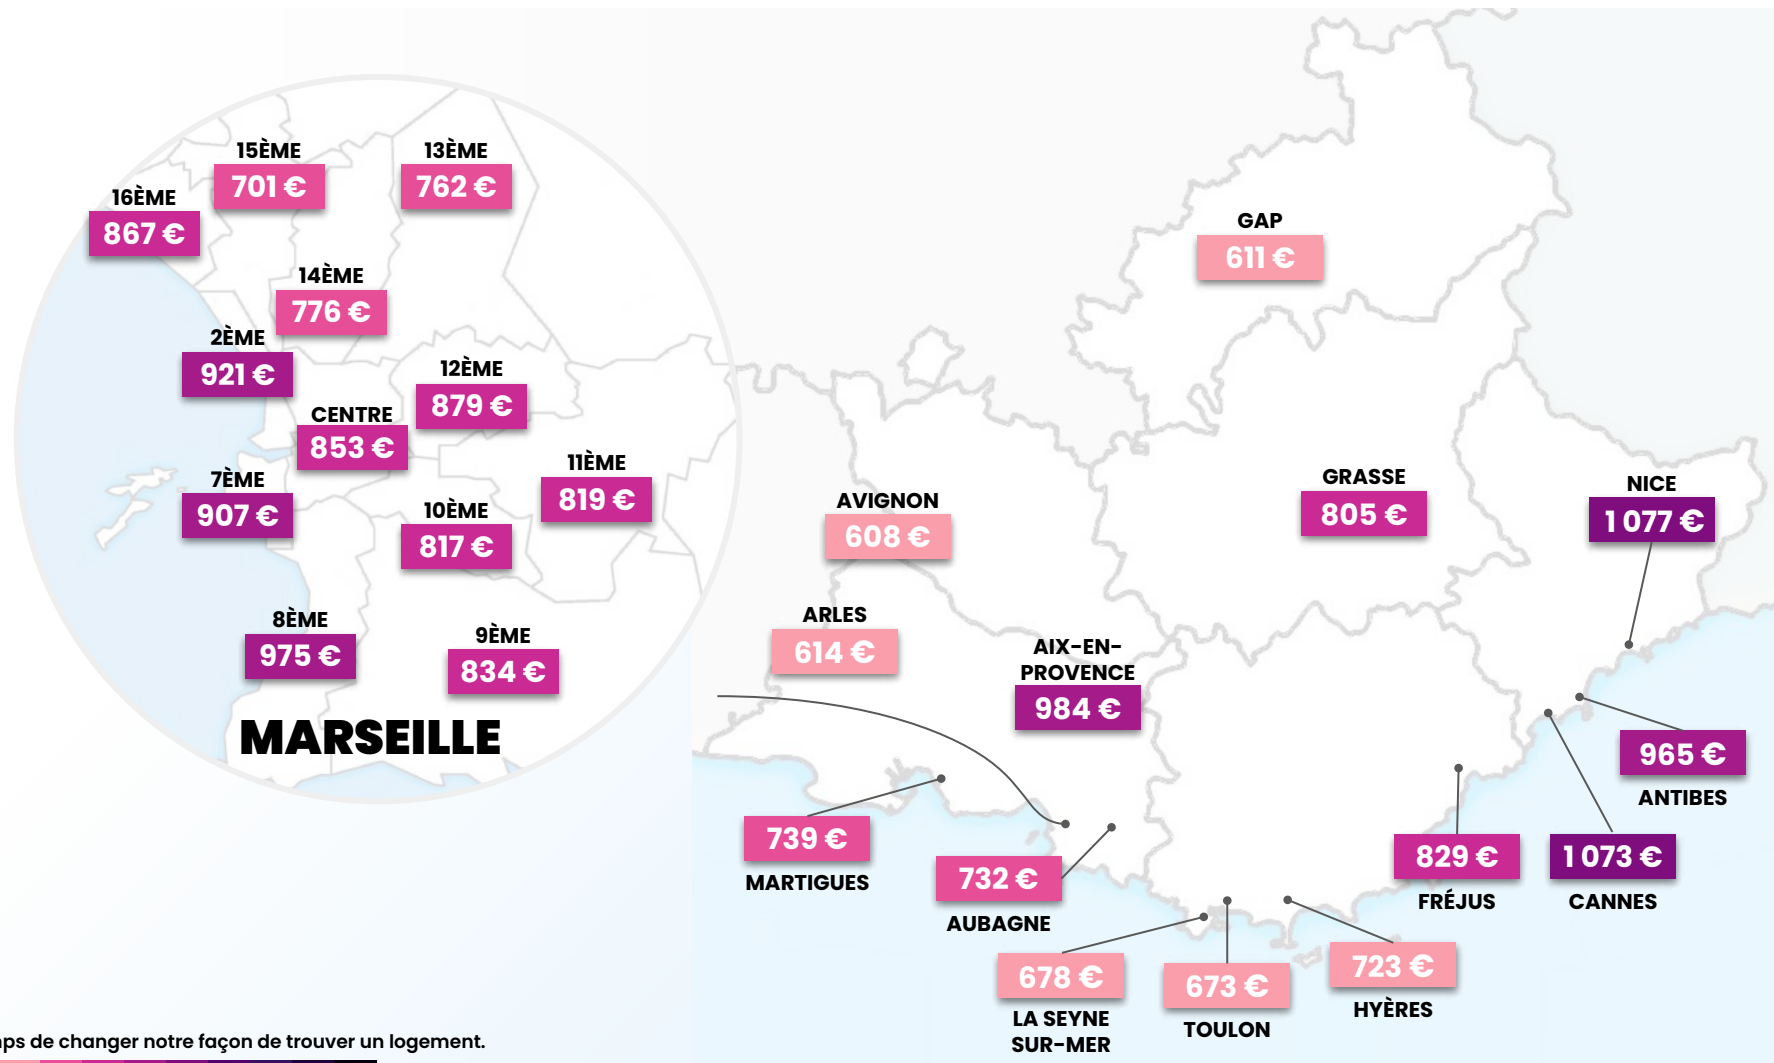 15ÈME
701 €
13ÈME
762 €
16ÈME
867 €
14ÈME
776 €
2ÈME
921 €
12ÈME
879 €
CENTRE
853 €
11ÈME
819 €
7ÈME
907 €
10ÈME
817 €
8ÈME
975 €
9ÈME
834 €
MARSEILLE
GAP
611 €
GRASSE
805 €
NICE
1 077 €
AVIGNON
608 €
ARLES
614 €
AIX-EN-
PROVENCE
984 €
965 €
ANTIBES
739 €
MARTIGUES
732 €
AUBAGNE
829 €
FRÉJUS
1 073 €
CANNES
678 €
LA SEYNE
SUR-MER
673 €
TOULON
723 €
HYÈRES
de changer notre façon de trouver un logement.